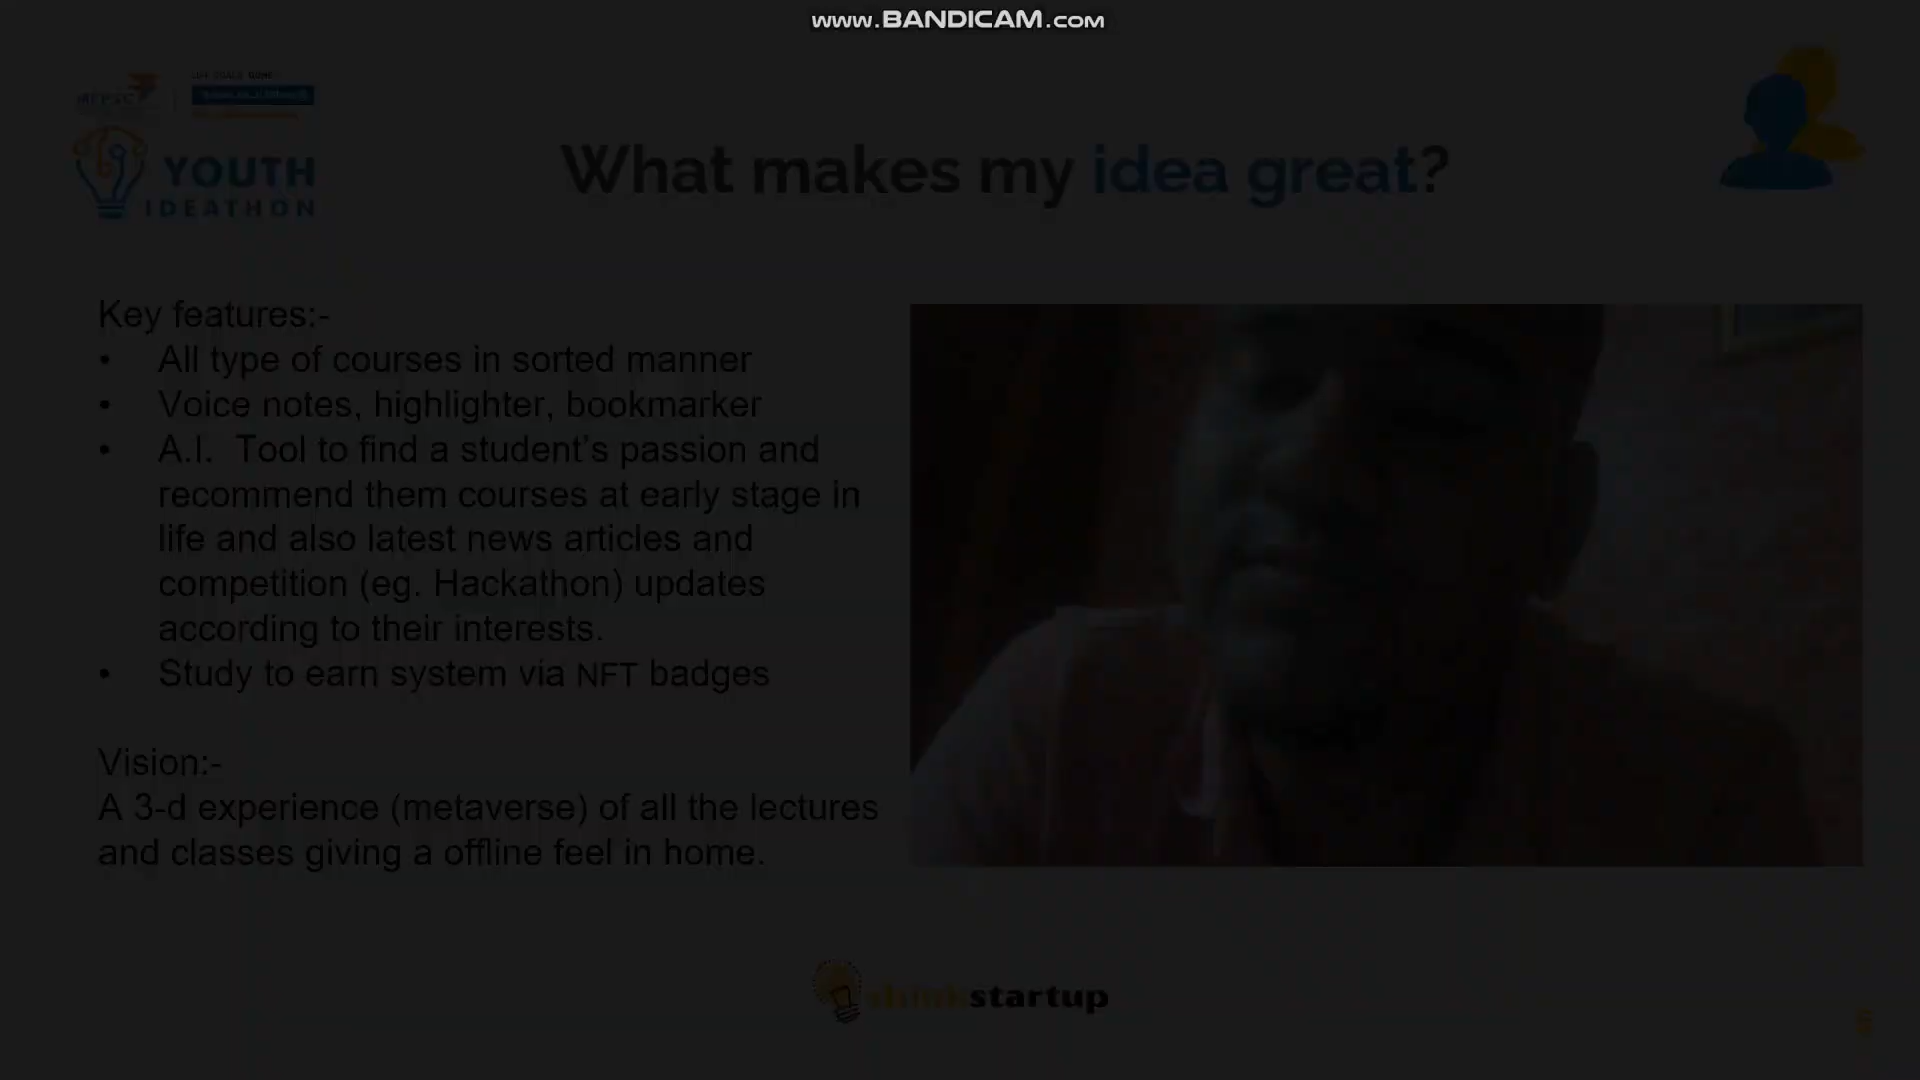 www.BANDICAM.com
MEPSC
YOUTH
IDEATHON
What makes my idea great?
Key features:-
• All type of courses in sorted manner
• Voice notes, highlighter, bookmarker
• A.I. Tool to find a student’s passion and
recommend them courses at early stage in
life and also latest news articles and
competition (eg. Hackathon) updates
according to their interests.
• Study to earn system via NFT badges
Vision:-
A 3-d experience (metaverse) of all the lectures
and classes giving a offline feel in home.
thinkstartup